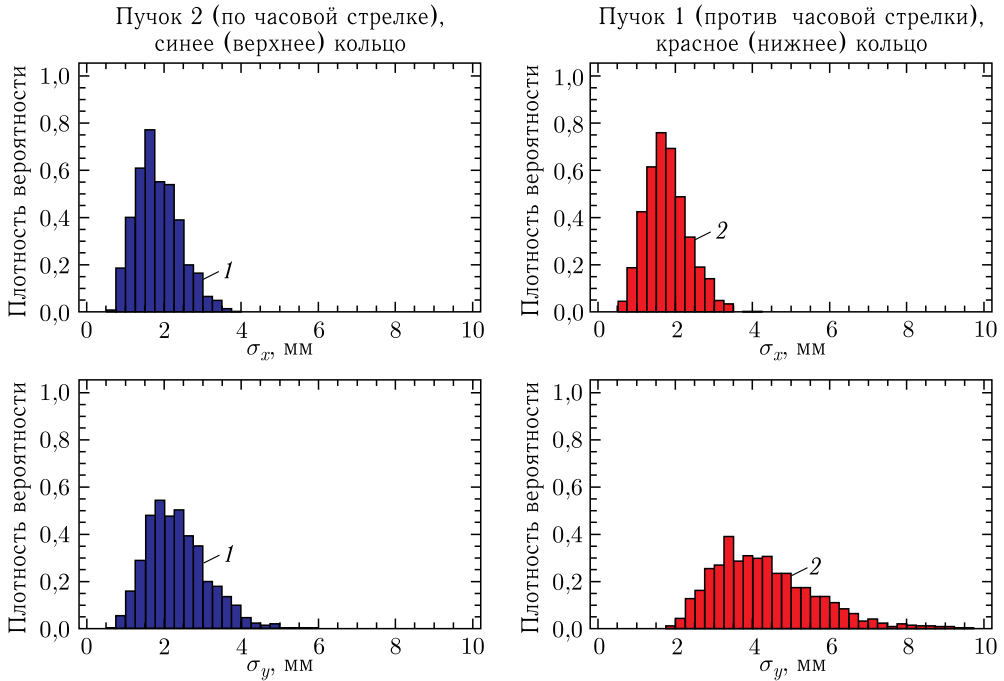 Пучок 2 (по часовой стрелке),
синее (верхнее) кольцо
Пучок 1 (против часовой стрелки),
красное (нижнее) кольцо
Плотность вероятности
1,0
0,8
0,6
0,4
0,2
0,0
1
0 2 4 6 8 10
σx, мм
Плотность вероятности
1,0
0,8
0,6
0,4
0,2
0,0
2
0 2 4 6 8 10
σx, мм
Плотность вероятности
1,0
0,8
0,6
0,4
0,2
0,0
1
0 2 4 6 8 10
σy, мм
Плотность вероятности
1,0
0,8
0,6
0,4
0,2
0,0
2
0 2 4 6 8 10
σy, мм